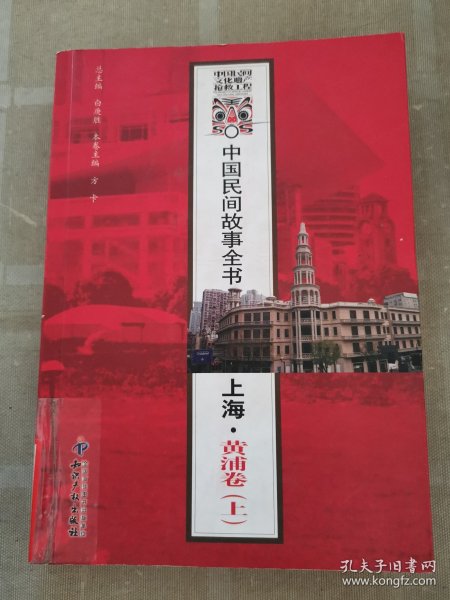 中国民间
文化遗产
抢救工程
中国民间故事全书
上海·黄浦卷(上)
总主编 白庚胜 本卷主编 方卡
知识产权出版社
孔夫子旧书网
www.kongfz.com